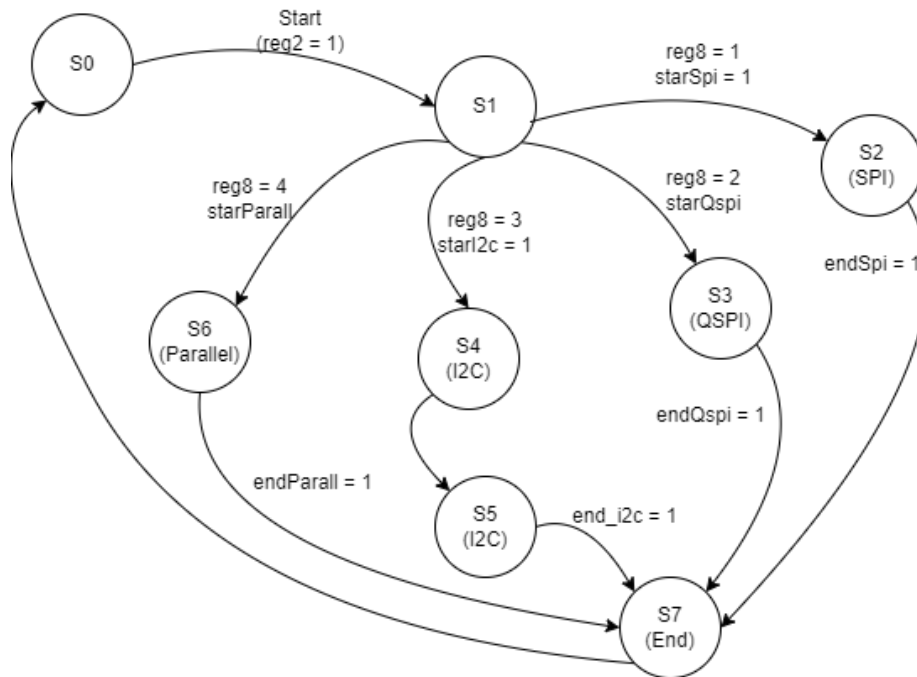 Start
(reg2 = 1)
S0
S1
reg8 = 1
starSpi = 1
S2
(SPI)
reg8 = 4
starParall
reg8 = 3
starI2c = 1
reg8 = 2
starQspi
endSpi = 1
S3
(QSPI)
S6
(Parallel)
S4
(I2C)
endQspi = 1
endParall = 1
S5
(I2C)
end_i2c = 1
S7
(End)